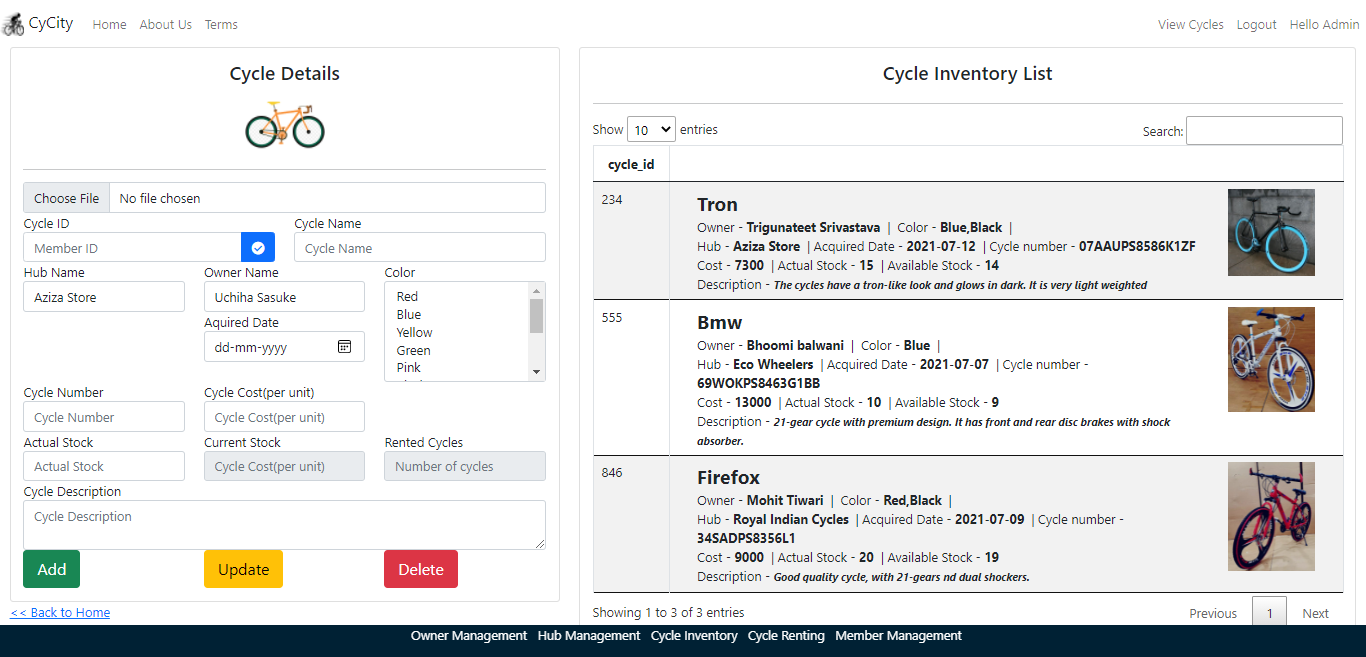 CyCity Home About Us Terms View Cycles Logout Hello Admin
Cycle Details
Choose File No file chosen
Cycle ID Cycle Name
Member ID Cycle Name
Hub Name Owner Name Color
Aziza Store Uchiha Sasuke Red
Blue
Aquired Date Yellow
dd-mm-yyyy Green
Pink
Cycle Number Cycle Cost(per unit)
Cycle Number Cycle Cost(per unit)
Actual Stock Current Stock Rented Cycles
Actual Stock Cycle Cost(per unit) Number of cycles
Cycle Description
Cycle Description
Add Update Delete
<< Back to Home
Cycle Inventory List
Show 10 entries Search:
cycle_id
234 Tron
Owner - Trigunateet Srivastava | Color - Blue,Black |
Hub - Aziza Store | Acquired Date - 2021-07-12 | Cycle number - 07AAUPS8586K1ZF
Cost - 7300 | Actual Stock - 15 | Available Stock - 14
Description - The cycles have a tron-like look and glows in dark. It is very light weighted
555 Bmw
Owner - Bhoomi balwani | Color - Blue |
Hub - Eco Wheelers | Acquired Date - 2021-07-07 | Cycle number -
69WOKPS8463G1BB
Cost - 13000 | Actual Stock - 10 | Available Stock - 9
Description - 21-gear cycle with premium design. It has front and rear disc brakes with shock
absorber.
846 Firefox
Owner - Mohit Tiwari | Color - Red,Black |
Hub - Royal Indian Cycles | Acquired Date - 2021-07-09 | Cycle number -
34SADPS8356L1
Cost - 9000 | Actual Stock - 20 | Available Stock - 19
Description - Good quality cycle, with 21-gears nd dual shockers.
Showing 1 to 3 of 3 entries Previous 1 Next
Owner Management Hub Management Cycle Inventory Cycle Renting Member Management